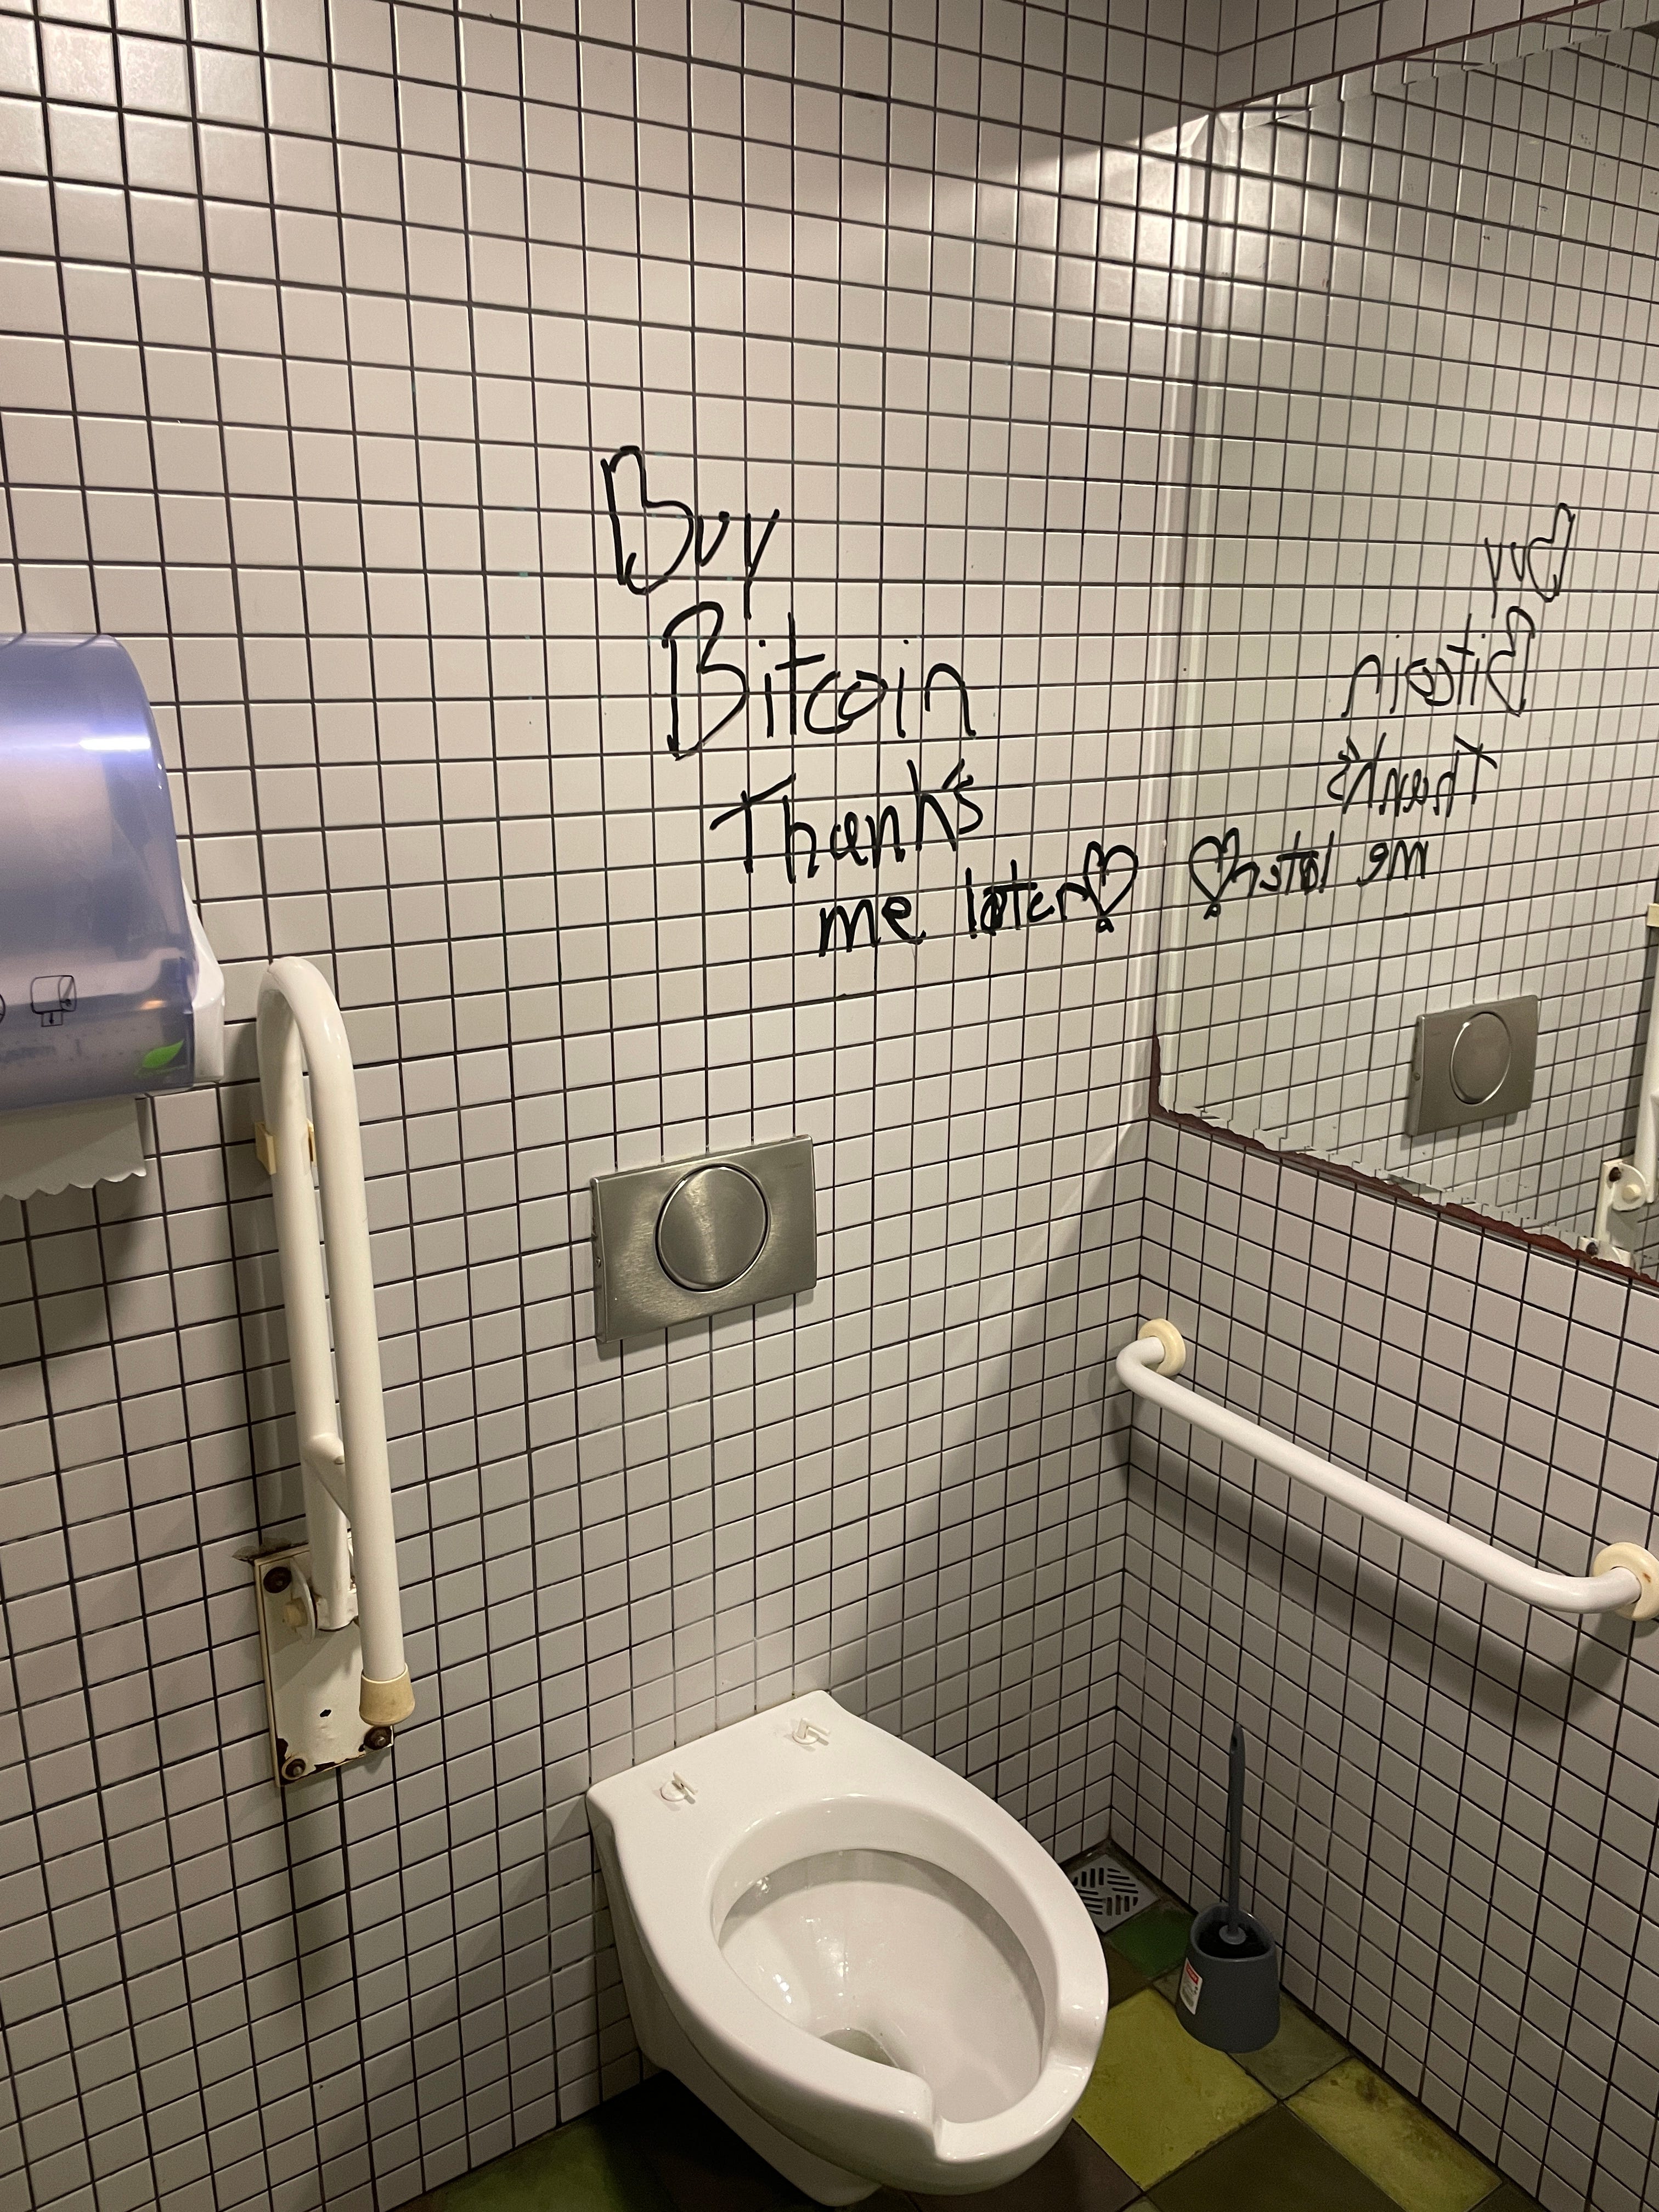 Buy
Bitcoin
Thank's
me later♡